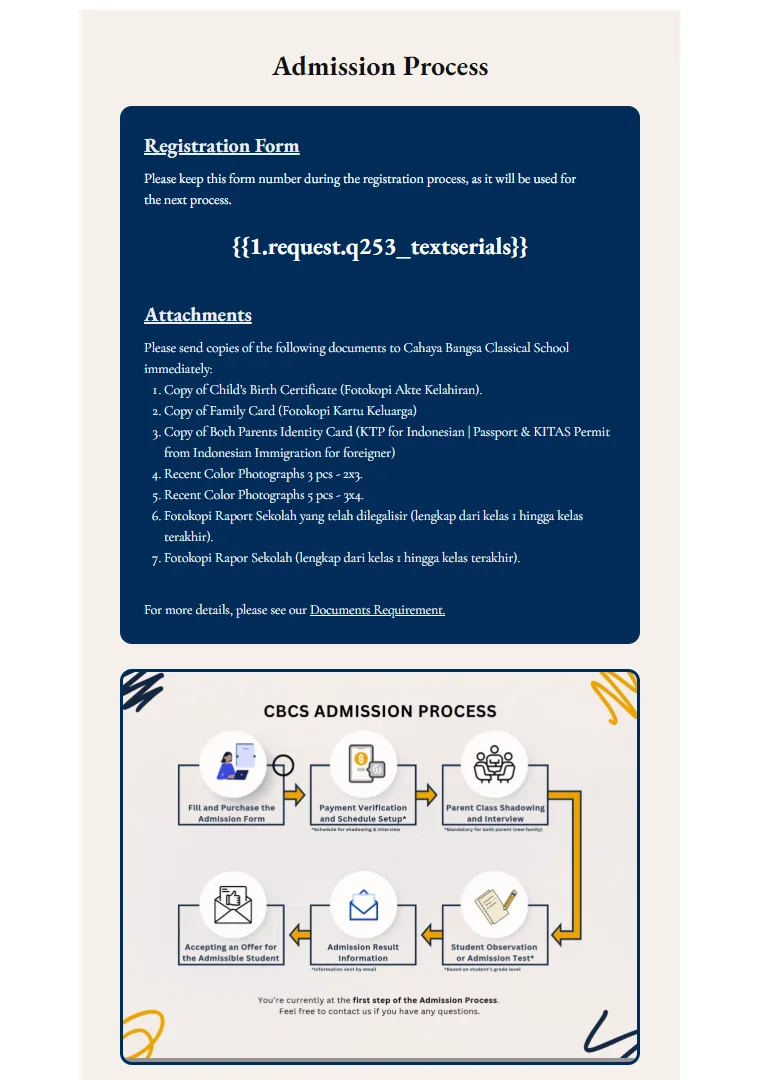 Admission Process
Registration Form
Please keep this form number during the registration process, as it will be used for
the next process.
{{1.request.q253_textserials}}
Attachments
Please send copies of the following documents to Cahaya Bangsa Classical School
immediately:
1. Copy of Child's Birth Certificate (Fotokopi Akte Kelahiran).
2. Copy of Family Card (Fotokopi Kartu Keluarga)
3. Copy of Both Parents Identity Card (KTP for Indonesian | Passport & KITAS Permit
from Indonesian Immigration for foreigner)
4. Recent Color Photographs 3 pcs - 2x3.
5. Recent Color Photographs 5 pcs - 3x4.
6. Fotokopi Raport Sekolah yang telah dilegalisir (lengkap dari kelas 1 hingga kelas
terakhir).
7. Fotokopi Rapor Sekolah (lengkap dari kelas 1 hingga kelas terakhir).
For more details, please see our Documents Requirement.
CBCS ADMISSION PROCESS
Fill and Purchase the
Admission Form
Payment Verification
and Schedule Setup*
*Schedule for shadowing & Interview
Parent Class Shadowing
and Interview
*Mandatory for both parent (new family)
Student Observation
or Admission Test*
*Based on student's grade level
Admission Result
Information
*Information sent by email
Accepting an Offer for
the Admissible Student
You're currently at the first step of the Admission Process.
Feel free to contact us if you have any questions.